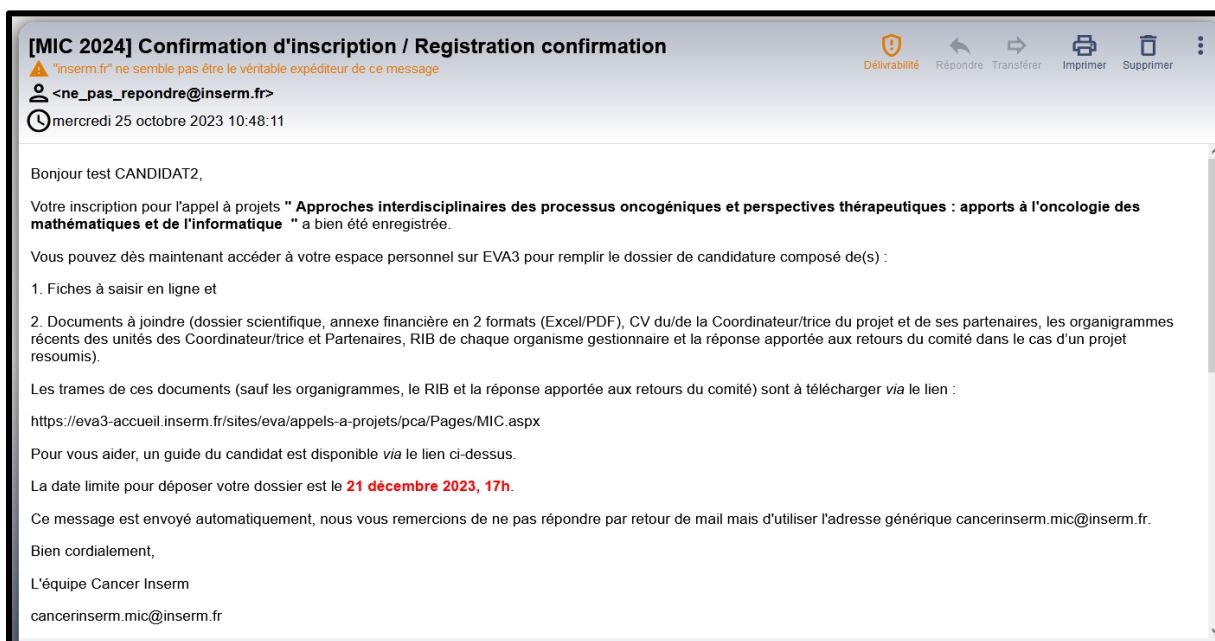 [MIC 2024] Confirmation d'inscription / Registration confirmation
Délivrabilité Répondre Transférer Imprimer Supprimer
"inserm.fr" ne semble pas être le véritable expéditeur de ce message
<ne_pas_repondre@inserm.fr>
mercredi 25 octobre 2023 10:48:11
Bonjour test CANDIDAT2,
Votre inscription pour l'appel à projets " Approches interdisciplinaires des processus oncogéniques et perspectives thérapeutiques : apports à l'oncologie des
mathématiques et de l'informatique " a bien été enregistrée.
Vous pouvez dès maintenant accéder à votre espace personnel sur EVA3 pour remplir le dossier de candidature composé de(s) :
1. Fiches à saisir en ligne et
2. Documents à joindre (dossier scientifique, annexe financière en 2 formats (Excel/PDF), CV du/de la Coordinateur/trice du projet et de ses partenaires, les organigrammes
récents des unités des Coordinateur/trice et Partenaires, RIB de chaque organisme gestionnaire et la réponse apportée aux retours du comité dans le cas d'un projet
resoumis).
Les trames de ces documents (sauf les organigrammes, le RIB et la réponse apportée aux retours du comité) sont à télécharger via le lien :
https://eva3-accueil.inserm.fr/sites/eva/appels-a-projets/pca/Pages/MIC.aspx
Pour vous aider, un guide du candidat est disponible via le lien ci-dessus.
La date limite pour déposer votre dossier est le 21 décembre 2023, 17h.
Ce message est envoyé automatiquement, nous vous remercions de ne pas répondre par retour de mail mais d'utiliser l'adresse générique cancerinserm.mic@inserm.fr.
Bien cordialement,
L'équipe Cancer Inserm
cancerinserm.mic@inserm.fr